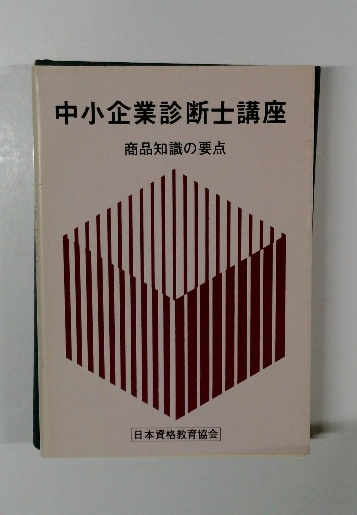 中小企業診断士講座
商品知識の要点
日本資格教育協会